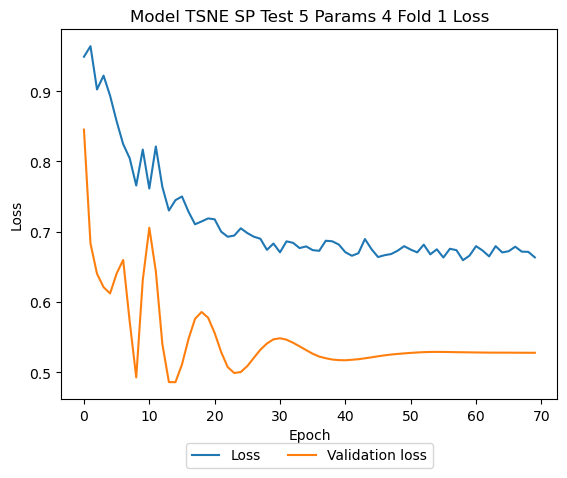 Model TSNE SP Test 5 Params 4 Fold 1 Loss
0.9
0.8
0.7
0.6
0.5
Loss
0 10 20 30 40 50 60 70
Epoch
Loss Validation loss